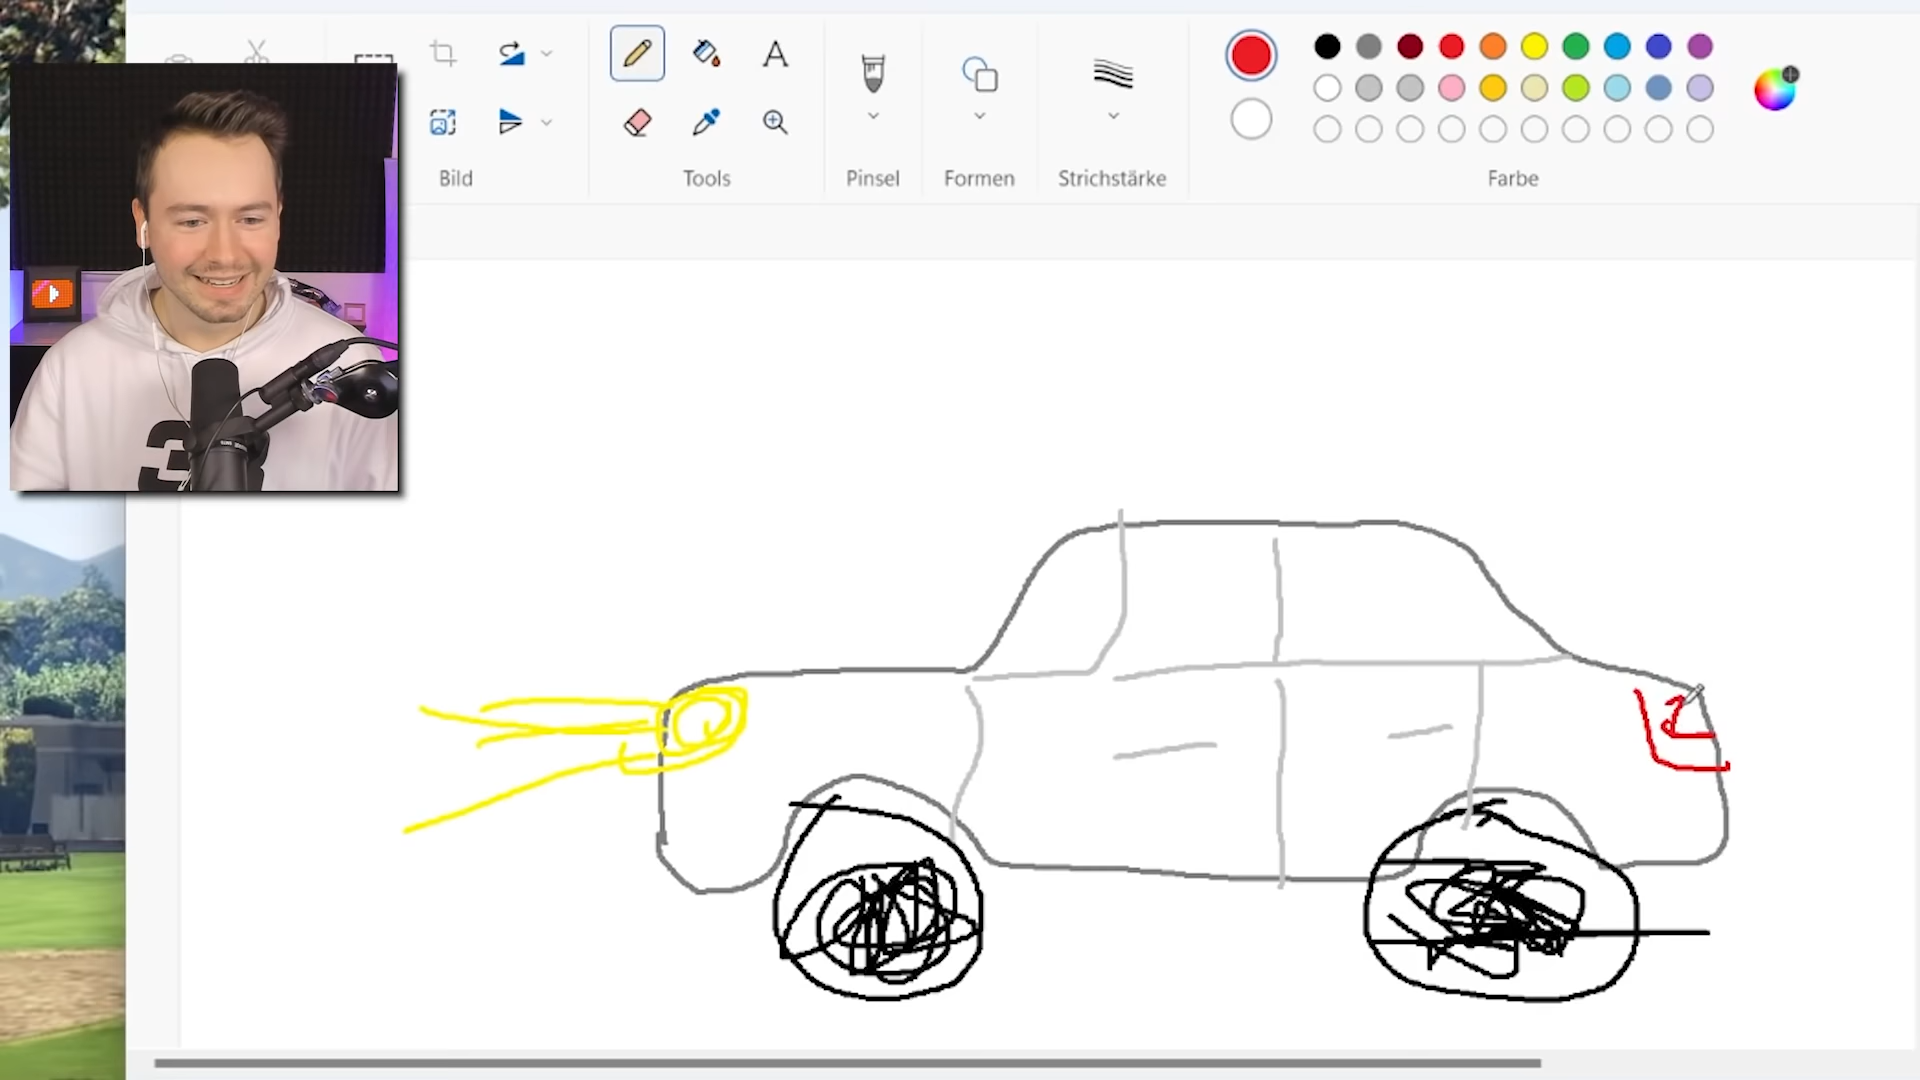 Bild
Tools
Pinsel
Formen
Strichstärke
Farbe
A